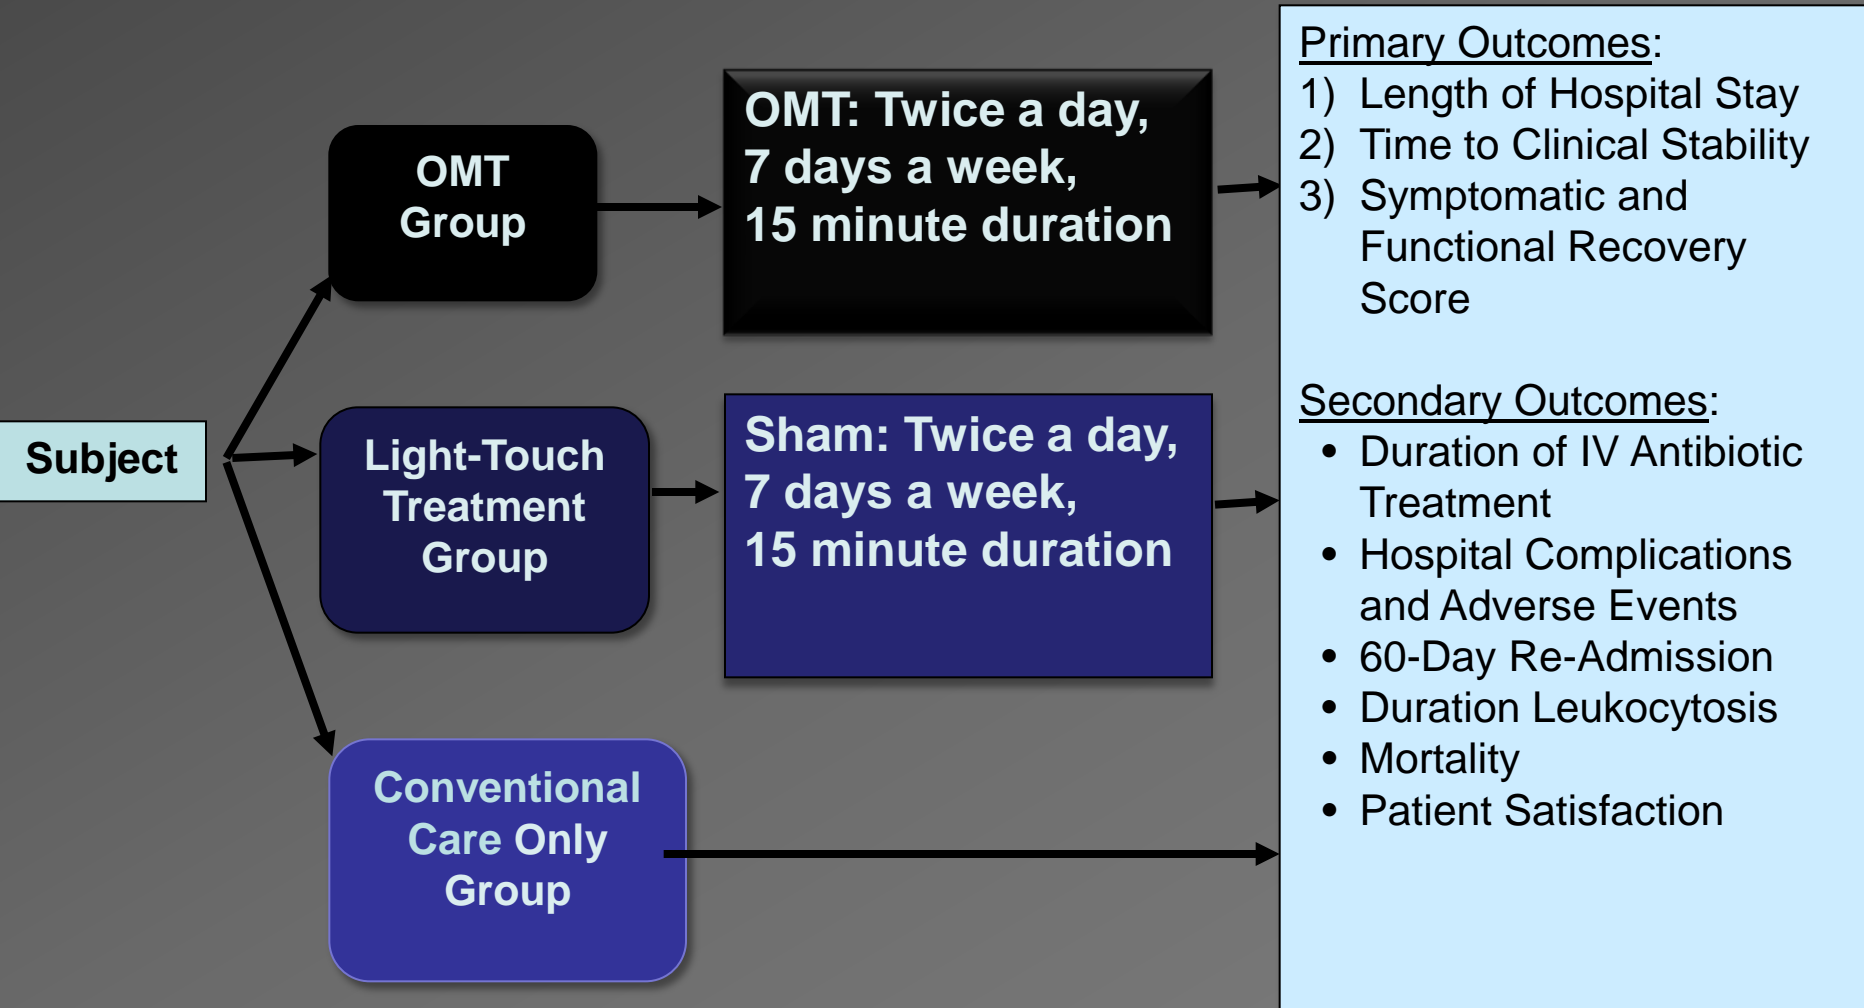 Subject
OMT
Group
OMT: Twice a day,
7 days a week,
15 minute duration
Light-Touch
Treatment
Group
Sham: Twice a day,
7 days a week,
15 minute duration
Conventional
Care Only
Group
Primary Outcomes:
1) Length of Hospital Stay
2) Time to Clinical Stability
3) Symptomatic and
Functional Recovery
Score
Secondary Outcomes:
• Duration of IV Antibiotic
Treatment
• Hospital Complications
and Adverse Events
• 60-Day Re-Admission
• Duration Leukocytosis
• Mortality
• Patient Satisfaction